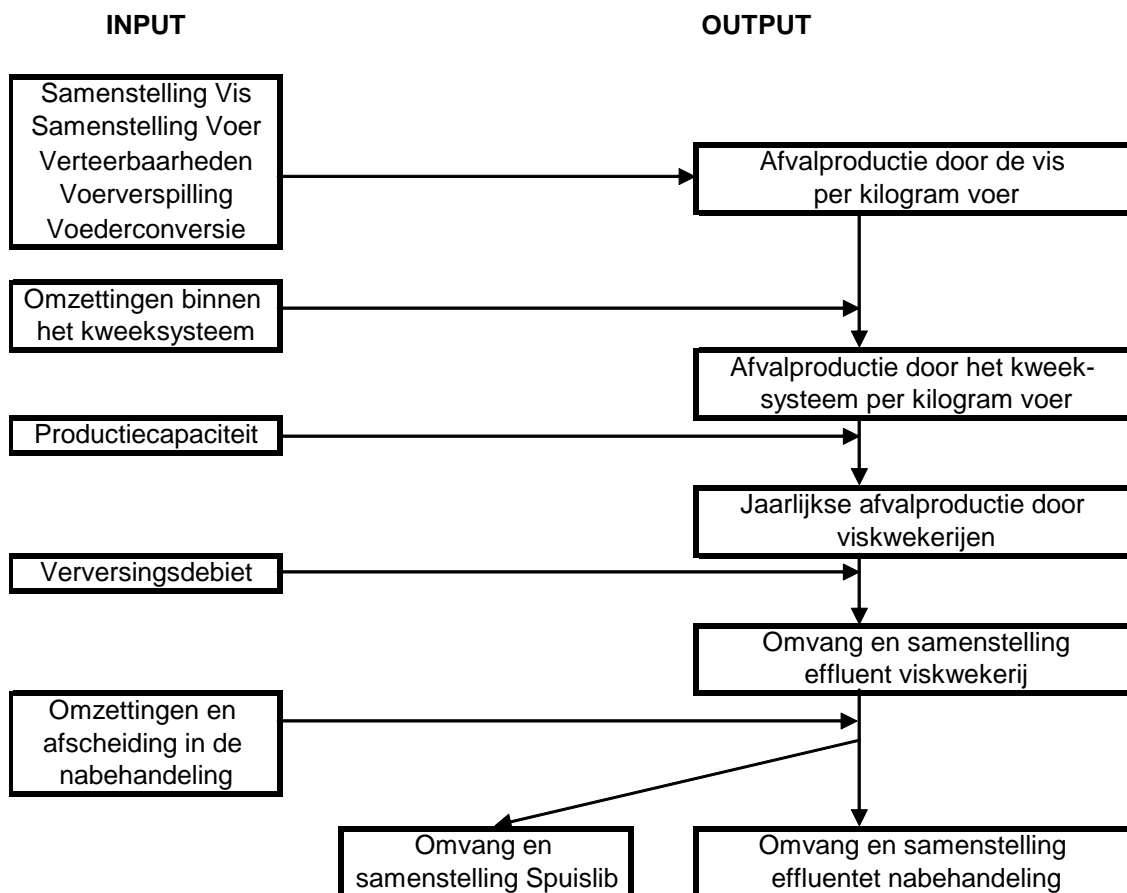 INPUT
OUTPUT
Samenstelling Vis
Samenstelling Voer
Verteerbaarheden
Voerverspilling
Voederconversie
Afvalproductie door de vis
per kilogram voer
Omzettingen binnen
het kweeksysteem
Afvalproductie door het kweek-
systeem per kilogram voer
Productiecapaciteit
Jaarlijkse afvalproductie door
viskwekerijen
Verversingsdebiet
Omvang en samenstelling
effluent viskwekerij
Omzettingen en
afscheiding in de
nabehandeling
Omvang en
samenstelling Spuislib
Omvang en samenstelling
effluentet nabehandeling